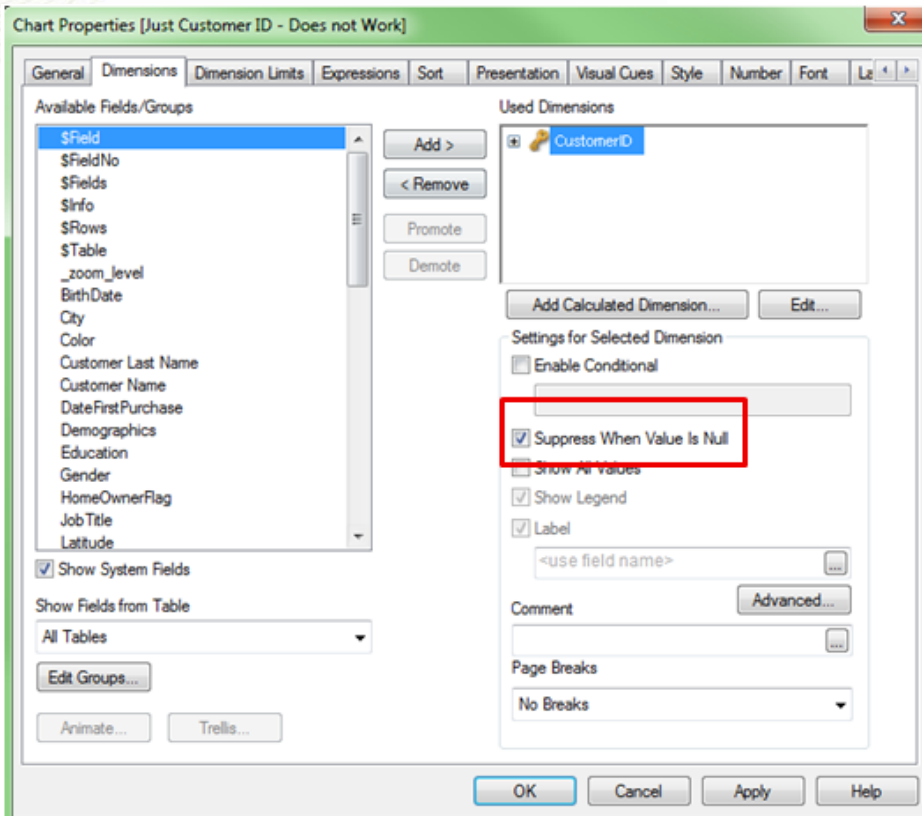 Chart Properties [Just Customer ID - Does not Work]
General Dimensions Dimension Limits Expressions Sort Presentation Visual Cues Style Number Font La
Available Fields/Groups
$Field
$FieldNo
$Fields
$Info
$Rows
$Table
_zoom_level
BirthDate
City
Color
Customer Last Name
Customer Name
DateFirstPurchase
Demographics
Education
Gender
HomeOwnerFlag
JobTitle
Latitude
Show System Fields
Show Fields from Table
All Tables
Edit Groups...
Animate... Trellis...
Add >
< Remove
Promote
Demote
Used Dimensions
CustomerID
Add Calculated Dimension... Edit...
Settings for Selected Dimension
Enable Conditional
Suppress When Value Is Null
Show All Values
Show Legend
Label
<use field name> ...
Advanced...
Comment
...
Page Breaks
No Breaks
OK Cancel Apply Help